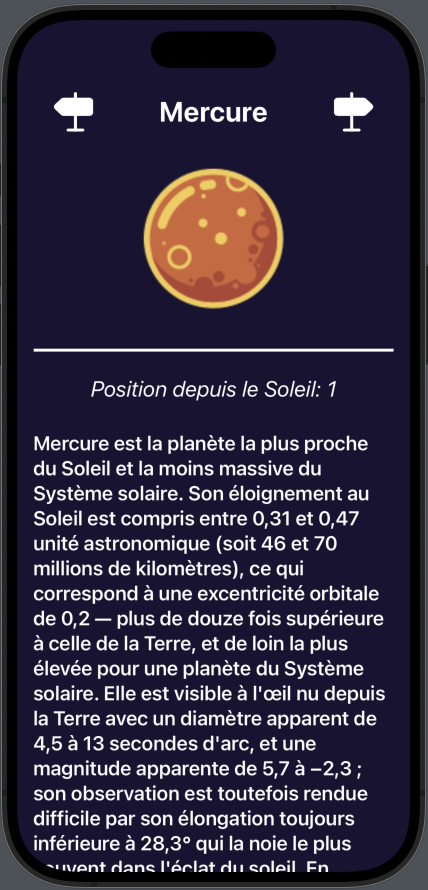 Mercure
Position depuis le Soleil: 1
Mercure est la planète la plus proche
du Soleil et la moins massive du
Système solaire. Son éloignement au
Soleil est compris entre 0,31 et 0,47
unité astronomique (soit 46 et 70
millions de kilomètres), ce qui
correspond à une excentricité orbitale
de 0,2 — plus de douze fois supérieure
à celle de la Terre, et de loin la plus
élevée pour une planète du Système
solaire. Elle est visible à l'œil nu depuis
la Terre avec un diamètre apparent de
4,5 à 13 secondes d'arc, et une
magnitude apparente de 5,7 à −2,3 ;
son observation est toutefois rendue
difficile par son élongation toujours
inférieure à 28,3° qui la noie le plus
souvent dans l'éclat du soleil. En